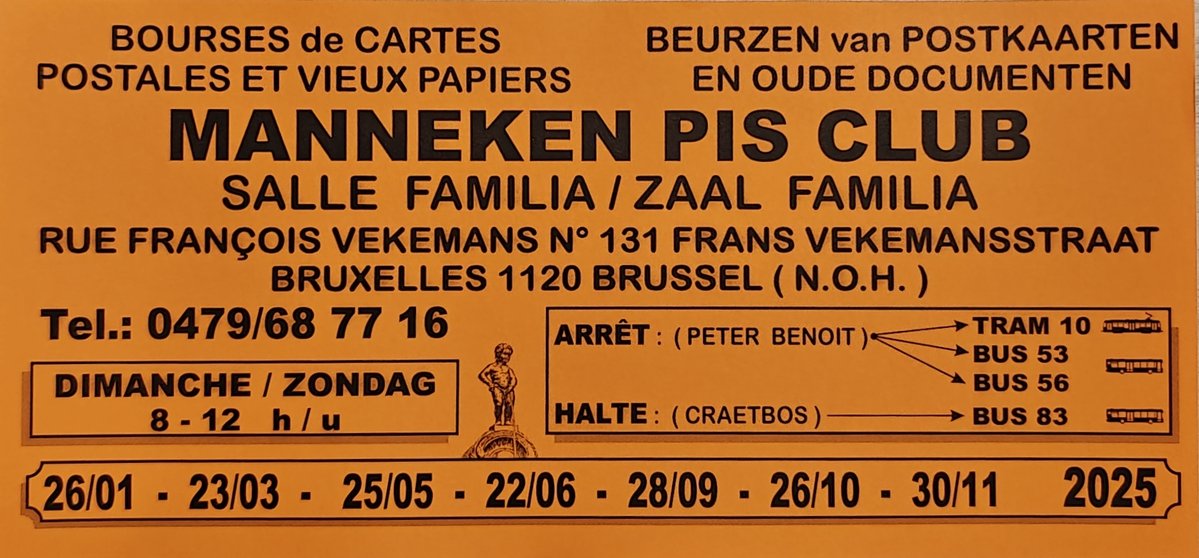 BOURSES de CARTES
POSTALES ET VIEUX PAPIERS
BEURZEN van POSTKAARTEN
EN OUDE DOCUMENTEN
MANNEKEN PIS CLUB
SALLE FAMILIA / ZAAL FAMILIA
RUE FRANÇOIS VEKEMANS N° 131 FRANS VEKEMANSSTRAAT
BRUXELLES 1120 BRUSSEL ( N.O.H. )
Tel.: 0479/68 77 16
DIMANCHE / ZONDAG
8 - 12 h / u
ARRÊT : ( PETER BENOIT )
TRAM 10
BUS 53
BUS 56
HALTE : ( CRAETBOS )
BUS 83
26/01 - 23/03 - 25/05 - 22/06 - 28/09 - 26/10 - 30/11 2025